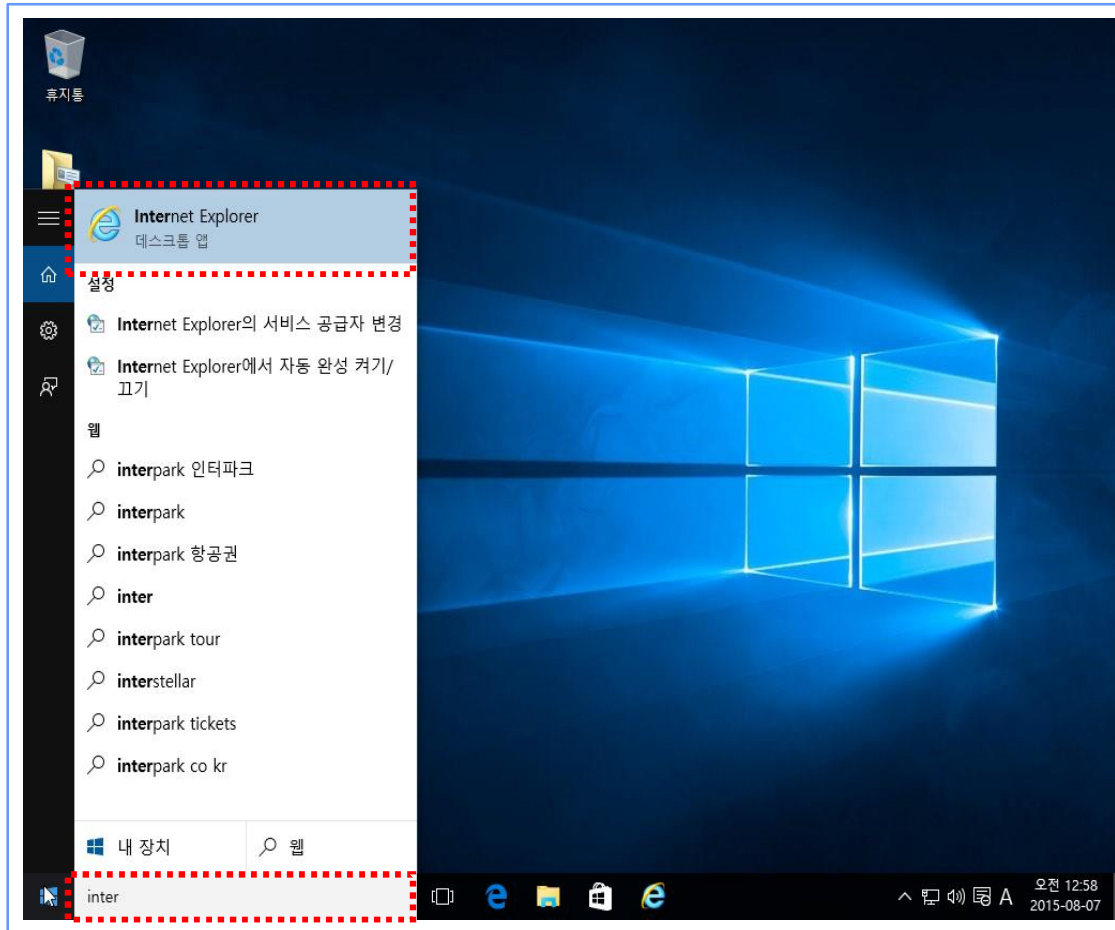 휴지통
Internet Explorer
데스크톱 앱
설정
Internet Explorer의 서비스 공급자 변경
Internet Explorer에서 자동 완성 켜기/
끄기
웹
interpark 인터파크
interpark
interpark 항공권
inter
interpark tour
interstellar
interpark tickets
interpark co kr
내 장치
웹
inter
A
오전 12:58
2015-08-07